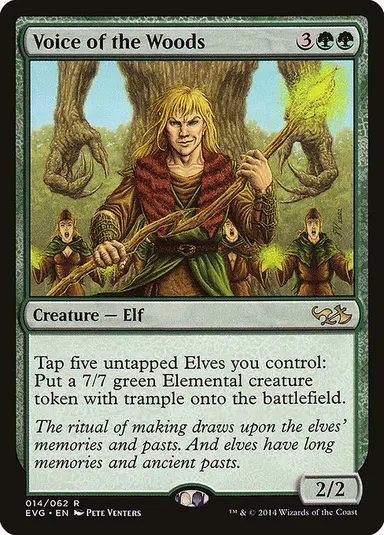 Voice of the Woods 3
Creature — Elf
Tap five untapped Elves you control:
Put a 7/7 green Elemental creature
token with trample onto the battlefield.
The ritual of making draws upon the elves'
memories and pasts. And elves have long
memories and ancient pasts.
2/2
014/062 R
EVG • EN Pete Venters
™ & © 2014 Wizards of the Coast